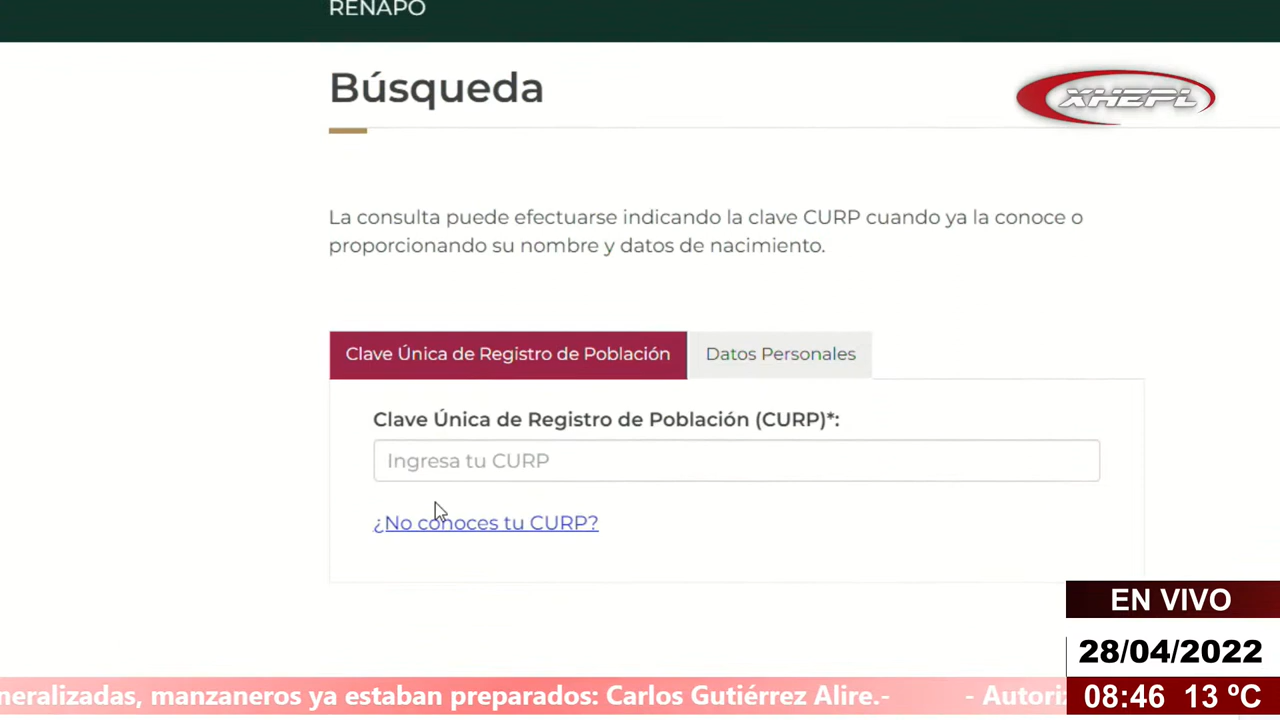 RENAPO
Búsqueda
XHEPL
La consulta puede efectuarse indicando la clave CURP cuando ya la conoce o
proporcionando su nombre y datos de nacimiento.
Clave Única de Registro de Población
Datos Personales
Clave Única de Registro de Población (CURP)*:
Ingresa tu CURP
¿No conoces tu CURP?
EN VIVO
28/04/2022
neralizadas, manzaneros ya estaban preparados: Carlos Gutiérrez Alire.- - Autoriz
08:46 13 ºC